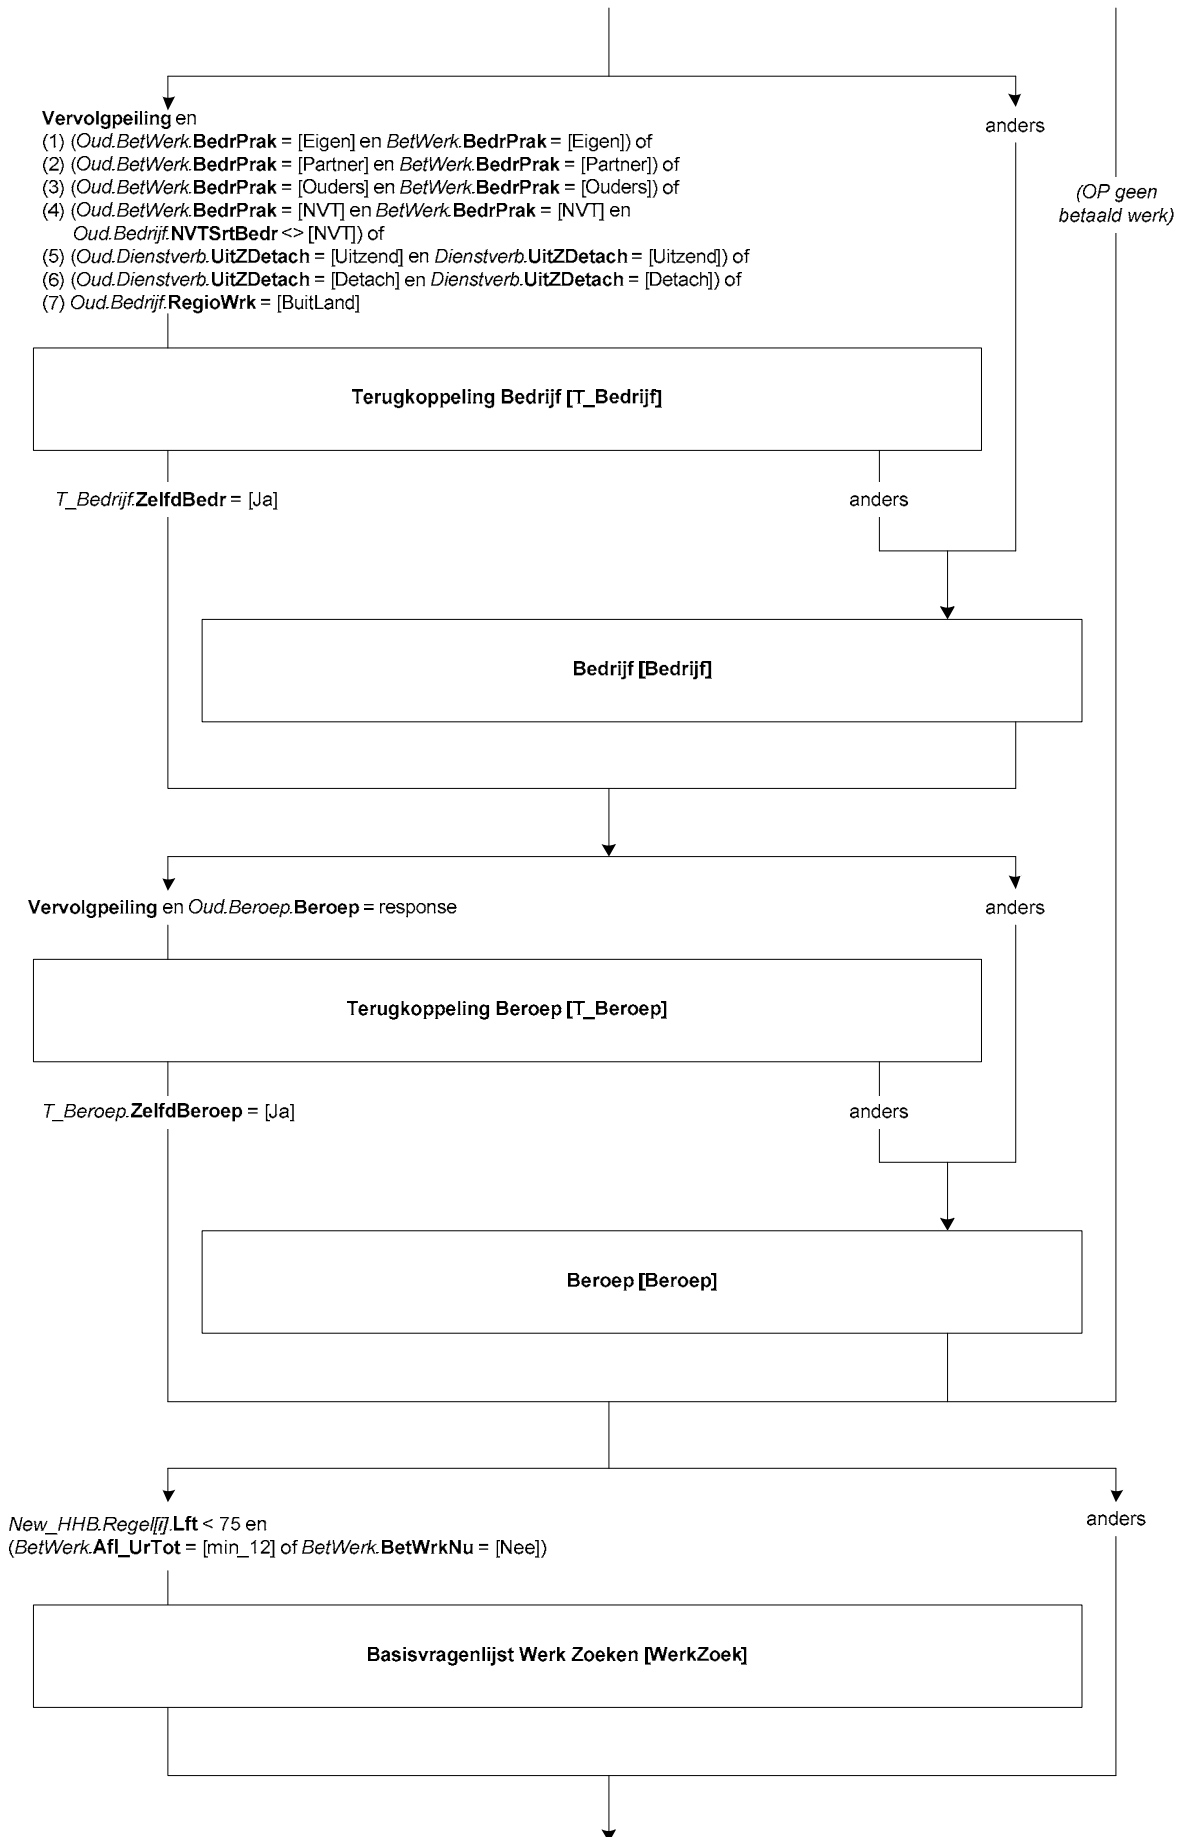 Vervolgpeiling en
(1) (Oud.BetWerk.BedrPrak = [Eigen] en BetWerk.BedrPrak = [Eigen]) of
(2) (Oud.BetWerk.BedrPrak = [Partner] en BetWerk.BedrPrak = [Partner]) of
(3) (Oud.BetWerk.BedrPrak = [Ouders] en BetWerk.BedrPrak = [Ouders]) of
(4) (Oud.BetWerk.BedrPrak = [NVT] en BetWerk.BedrPrak = [NVT] en
Oud.Bedrijf.NVTSrtBedr <> [NVT]) of
(5) (Oud.Dienstverb.UitZDetach = [Uitzend] en Dienstverb.UitZDetach = [Uitzend]) of
(6) (Oud.Dienstverb.UitZDetach = [Detach] en Dienstverb.UitZDetach = [Detach]) of
(7) Oud.Bedrijf.RegioWrk = [BuitLand]
anders
(OP geen
betaald werk)
Terugkoppeling Bedrijf [T_Bedrijf]
T_Bedrijf.ZelfdBedr = [Ja]
anders
Bedrijf [Bedrijf]
Vervolgpeiling en Oud.Beroep.Beroep = response
anders
Terugkoppeling Beroep [T_Beroep]
T_Beroep.ZelfdBeroep = [Ja]
anders
Beroep [Beroep]
New_HHB.Regel[i].Lft < 75 en
(BetWerk.Afl_UrTot = [min_12] of BetWerk.BetWrkNu = [Nee])
anders
Basisvragenlijst Werk Zoeken [WerkZoek]